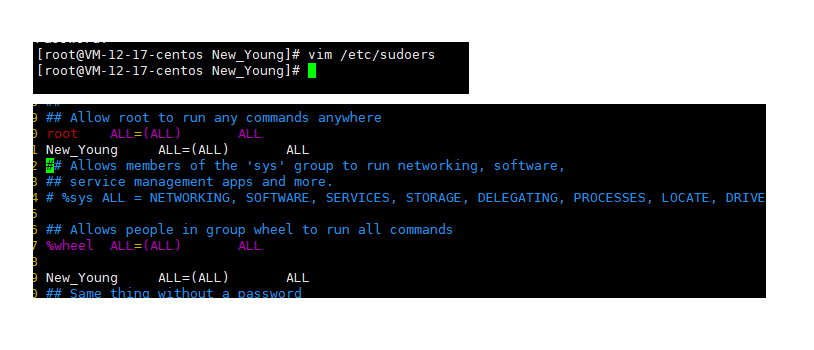 [root@VM-12-17-centos New_Young]# vim /etc/sudoers
[root@VM-12-17-centos New_Young]#
##
9 ## Allow root to run any commands anywhere
0 root ALL=(ALL) ALL
1 New_Young ALL=(ALL) ALL
2 ## Allows members of the 'sys' group to run networking, software,
3 ## service management apps and more.
4 # %sys ALL = NETWORKING, SOFTWARE, SERVICES, STORAGE, DELEGATING, PROCESSES, LOCATE, DRIVE
5
6 ## Allows people in group wheel to run all commands
7 %wheel ALL=(ALL) ALL
8
9 New_Young ALL=(ALL) ALL
0 ## Same thing without a password